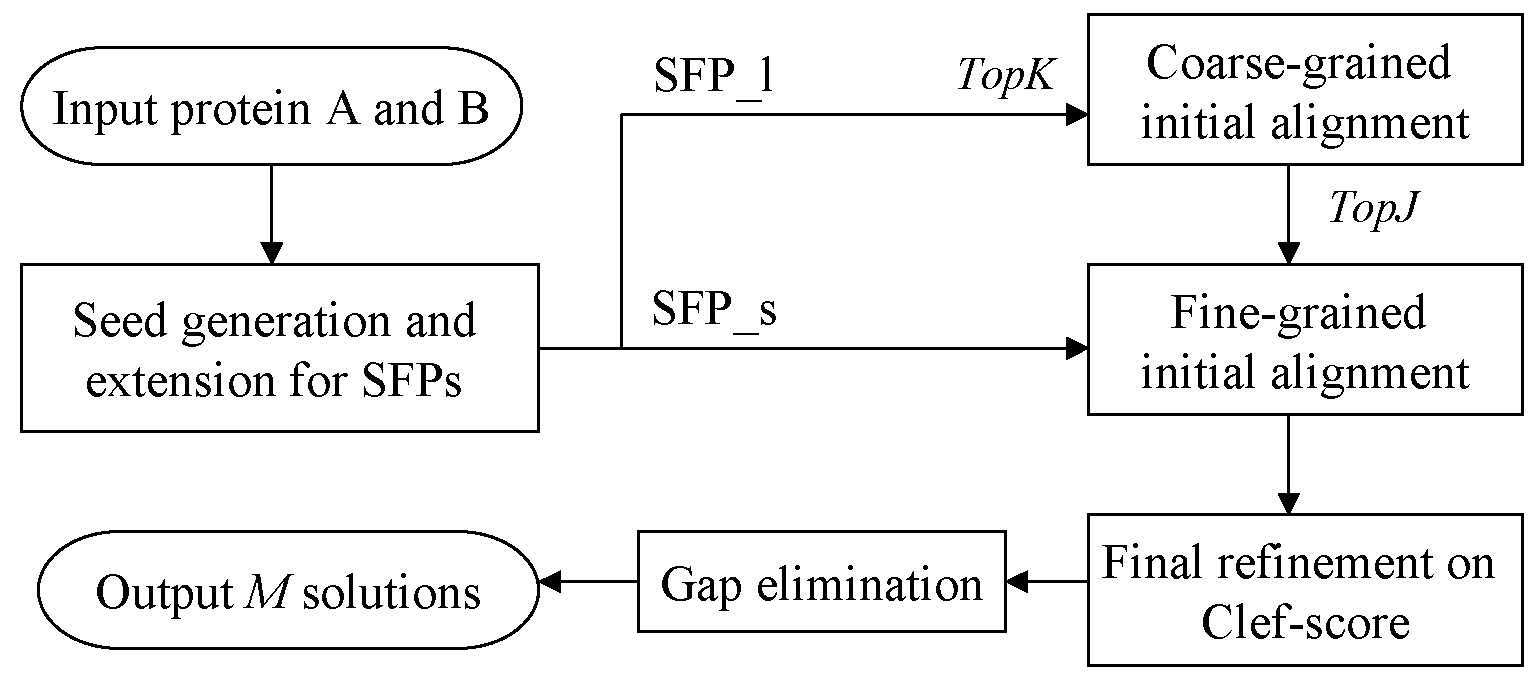 Input protein A and B
Seed generation and
extension for SFPs
SFP_l
TopK
Coarse-grained
initial alignment
TopJ
SFP_s
Fine-grained
initial alignment
Final refinement on
Clef-score
Gap elimination
Output M solutions